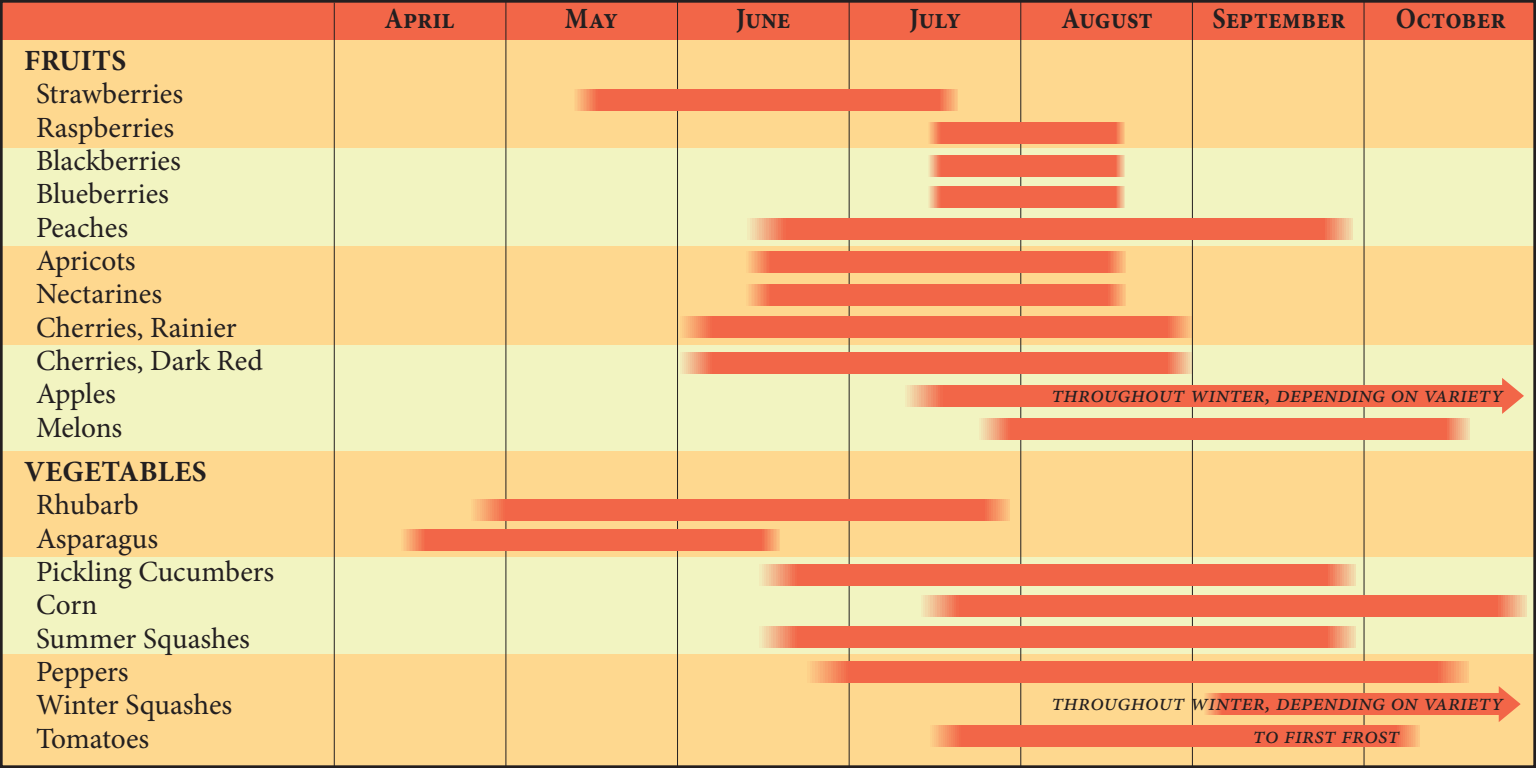 April May June July August September October
FRUITS
Strawberries
Raspberries
Blackberries
Blueberries
Peaches
Apricots
Nectarines
Cherries, Rainier
Cherries, Dark Red
Apples THROUGHOUT WINTER, DEPENDING ON VARIETY
Melons
VEGETABLES
Rhubarb
Asparagus
Pickling Cucumbers
Corn
Summer Squashes
Peppers
Winter Squashes THROUGHOUT WINTER, DEPENDING ON VARIETY
Tomatoes TO FIRST FROST